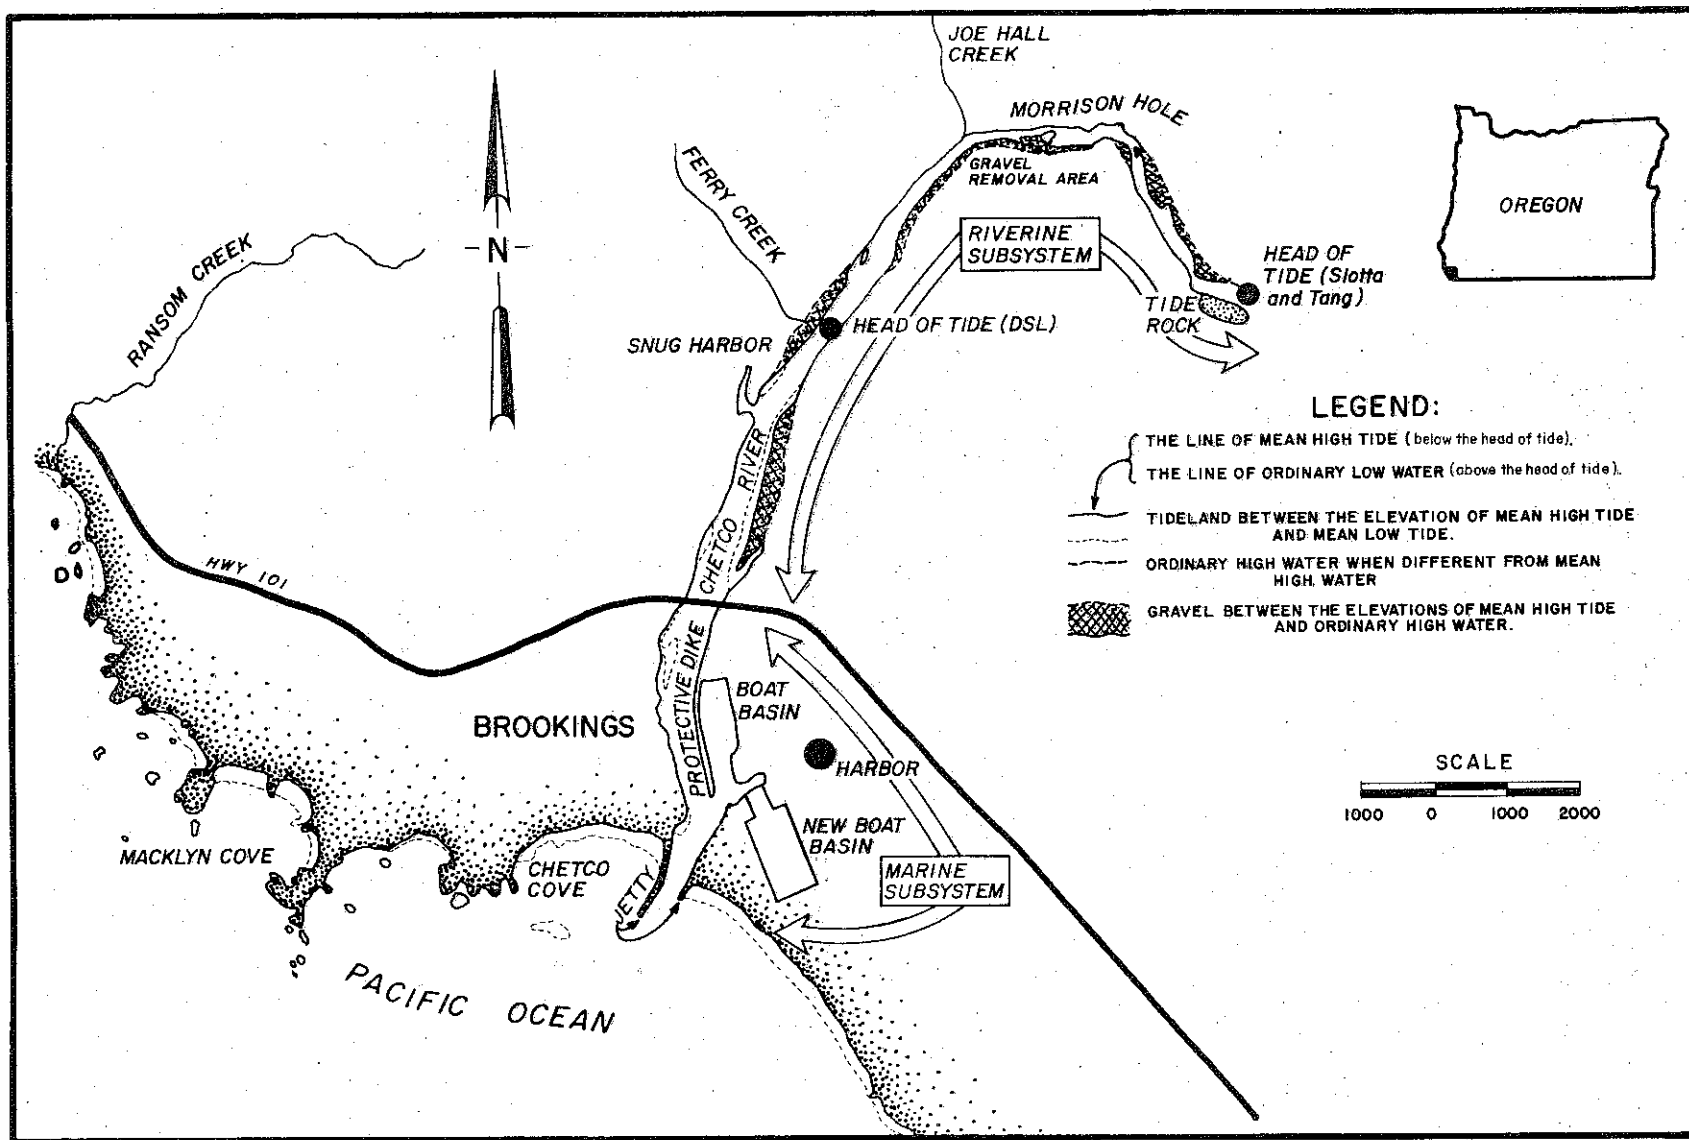 JOE HALL
CREEK
MORRISON HOLE
FERRY CREEK
GRAVEL
REMOVAL AREA
OREGON
RANSOM CREEK
N
RIVERINE
SUBSYSTEM
HEAD OF
TIDE (Slotta
and Tang)
TIDE
ROCK
HEAD OF TIDE (DSL)
SNUG HARBOR
LEGEND:
THE LINE OF MEAN HIGH TIDE (below the head of tide).
THE LINE OF ORDINARY LOW WATER (above the head of tide).
TIDELAND BETWEEN THE ELEVATION OF MEAN HIGH TIDE
AND MEAN LOW TIDE.
ORDINARY HIGH WATER WHEN DIFFERENT FROM MEAN
HIGH WATER
GRAVEL BETWEEN THE ELEVATIONS OF MEAN HIGH TIDE
AND ORDINARY HIGH WATER.
CHETCO RIVER
HWY 101
PROTECTIVE DIKE
BOAT
BASIN
BROOKINGS
HARBOR
SCALE
1000 0 1000 2000
NEW BOAT
BASIN
MACKLYN COVE
CHETCO
COVE
JETTY
MARINE
SUBSYSTEM
PACIFIC OCEAN